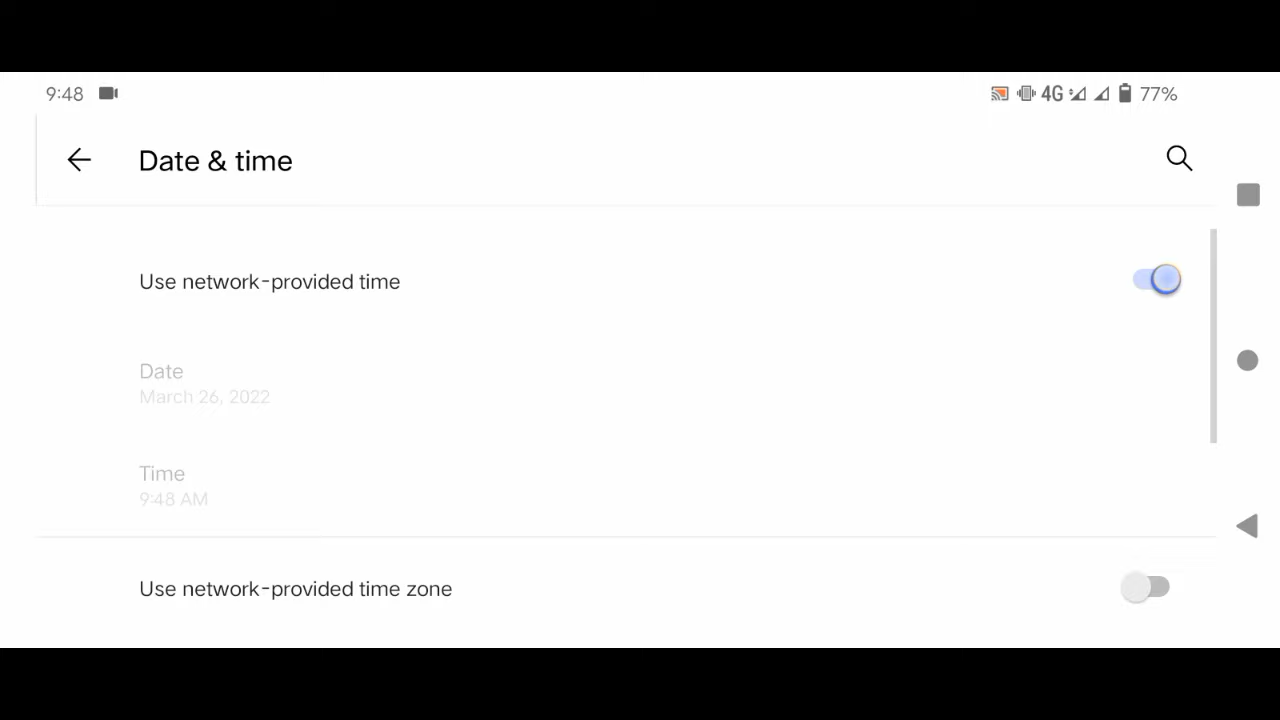 9:48
4G
77%
Date & time
Use network-provided time
Date
March 26, 2022
Time
9:48 AM
Use network-provided time zone